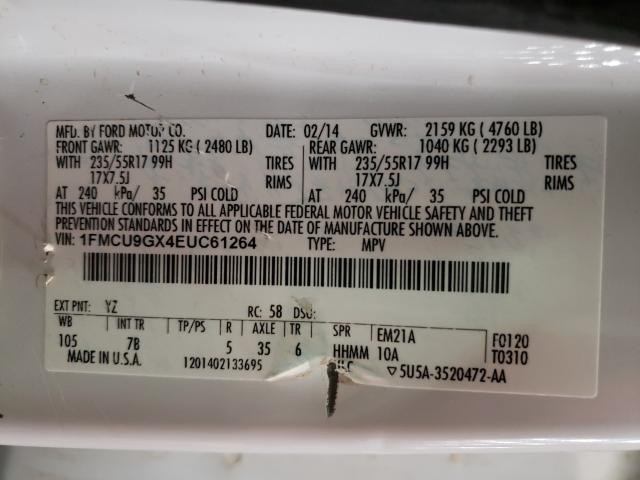 MFD. BY FORD MOTOR CO. DATE: 02/14 GVWR: 2159 KG ( 4760 LB)
FRONT GAWR: 1125 KG ( 2480 LB) REAR GAWR: 1040 KG ( 2293 LB)
WITH 235/55R17 99H TIRES WITH 235/55R17 99H TIRES
17X7.5J RIMS 17X7.5J RIMS
AT 240 kPa/ 35 PSI COLD AT 240 kPa/ 35 PSI COLD
THIS VEHICLE CONFORMS TO ALL APPLICABLE FEDERAL MOTOR VEHICLE SAFETY AND THEFT
PREVENTION STANDARDS IN EFFECT ON THE DATE OF MANUFACTURE SHOWN ABOVE.
VIN: 1FMCU9GX4EUC61264 TYPE: MPV
EXT PNT: YZ RC: 58 DSO:
WB INT TR TP/PS R AXLE TR SPR EM21A F0120
105 7B 5 35 6 HHMM 10A T0310
MADE IN U.S.A. 1201402133695 ▽5U5A-3520472-AA